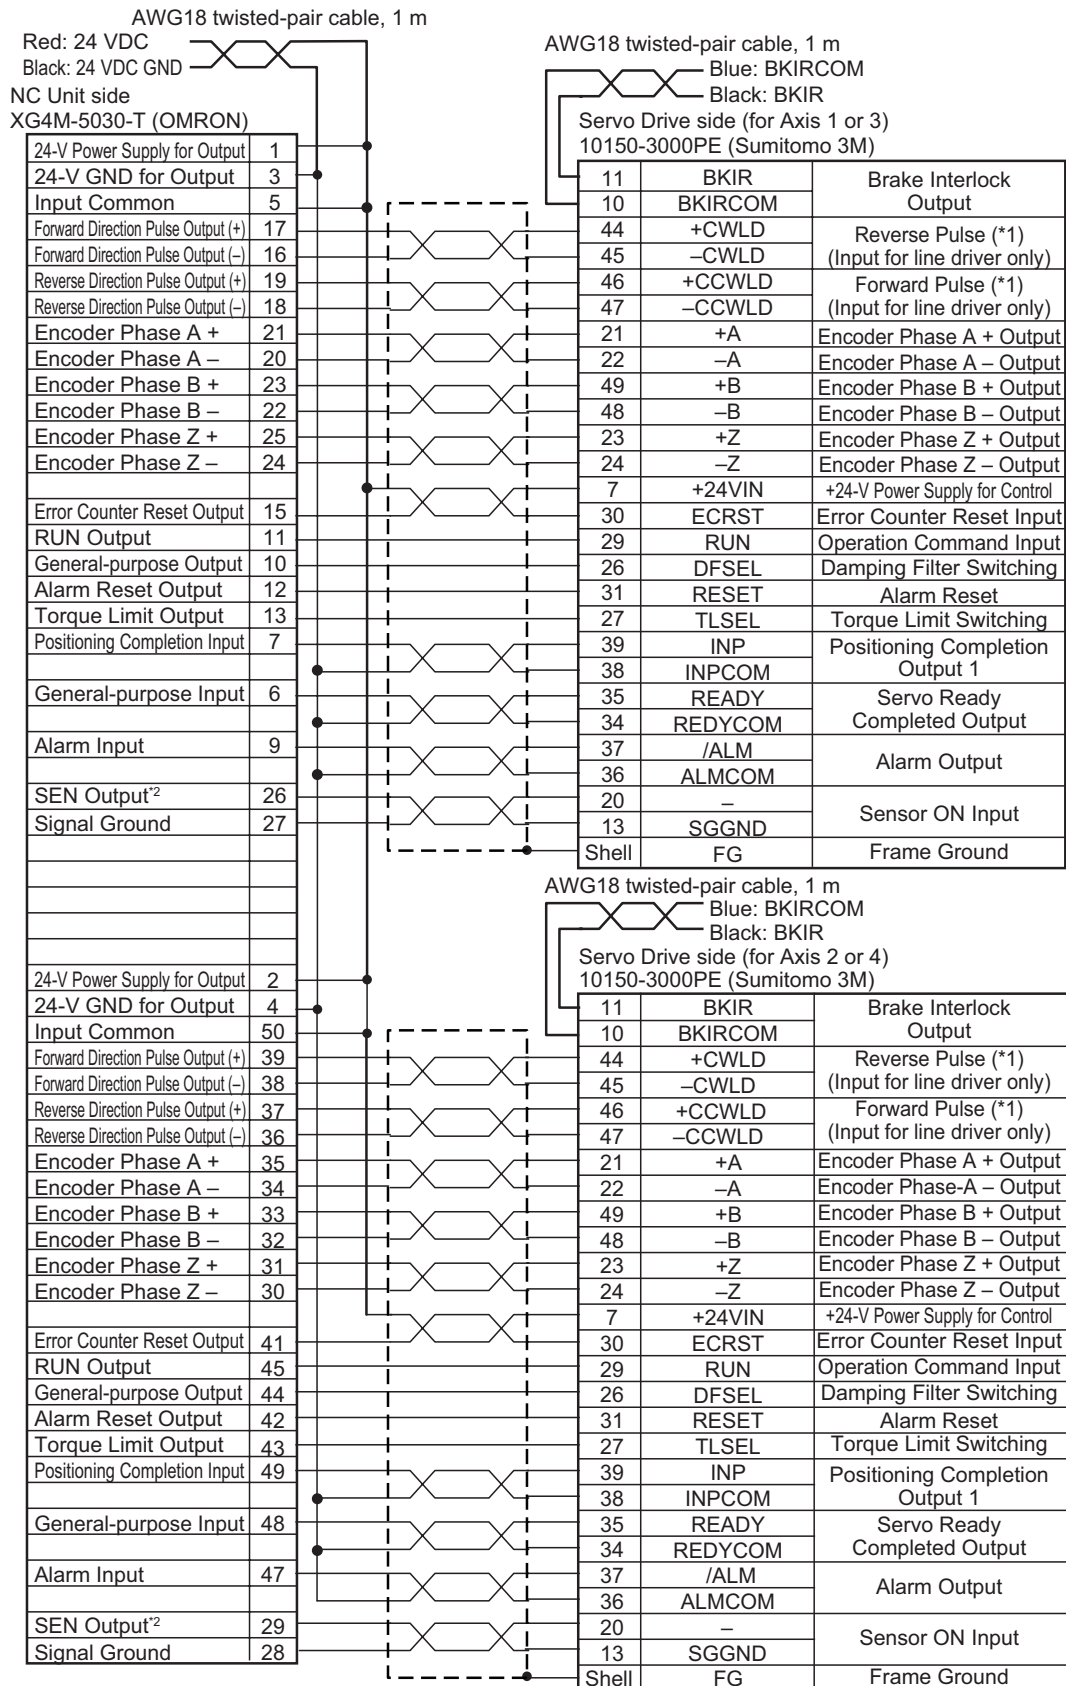 AWG18 twisted-pair cable, 1 m
Red: 24 VDC
Black: 24 VDC GND
NC Unit side
XG4M-5030-T (OMRON)
24-V Power Supply for Output 1
24-V GND for Output 3
Input Common 5
Forward Direction Pulse Output (+) 17
Forward Direction Pulse Output (–) 16
Reverse Direction Pulse Output (+) 19
Reverse Direction Pulse Output (–) 18
Encoder Phase A + 21
Encoder Phase A – 20
Encoder Phase B + 23
Encoder Phase B – 22
Encoder Phase Z + 25
Encoder Phase Z – 24
Error Counter Reset Output 15
RUN Output 11
General-purpose Output 10
Alarm Reset Output 12
Torque Limit Output 13
Positioning Completion Input 7
General-purpose Input 6
Alarm Input 9
SEN Output*2 26
Signal Ground 27
24-V Power Supply for Output 2
24-V GND for Output 4
Input Common 50
Forward Direction Pulse Output (+) 39
Forward Direction Pulse Output (–) 38
Reverse Direction Pulse Output (+) 37
Reverse Direction Pulse Output (–) 36
Encoder Phase A + 35
Encoder Phase A – 34
Encoder Phase B + 33
Encoder Phase B – 32
Encoder Phase Z + 31
Encoder Phase Z – 30
Error Counter Reset Output 41
RUN Output 45
General-purpose Output 44
Alarm Reset Output 42
Torque Limit Output 43
Positioning Completion Input 49
General-purpose Input 48
Alarm Input 47
SEN Output*2 29
Signal Ground 28
AWG18 twisted-pair cable, 1 m
Blue: BKIRCOM
Black: BKIR
Servo Drive side (for Axis 1 or 3)
10150-3000PE (Sumitomo 3M)
11 BKIR Brake Interlock
10 BKIRCOM Output
44 +CWLD Reverse Pulse (*1)
45 –CWLD (Input for line driver only)
46 +CCWLD Forward Pulse (*1)
47 –CCWLD (Input for line driver only)
21 +A Encoder Phase A + Output
22 –A Encoder Phase A – Output
49 +B Encoder Phase B + Output
48 –B Encoder Phase B – Output
23 +Z Encoder Phase Z + Output
24 –Z Encoder Phase Z – Output
7 +24VIN +24-V Power Supply for Control
30 ECRST Error Counter Reset Input
29 RUN Operation Command Input
26 DFSEL Damping Filter Switching
31 RESET Alarm Reset
27 TLSEL Torque Limit Switching
39 INP Positioning Completion
38 INPCOM Output 1
35 READY Servo Ready
34 REDYCOM Completed Output
37 /ALM Alarm Output
36 ALMCOM
20 – Sensor ON Input
13 SGGND
Shell FG Frame Ground
AWG18 twisted-pair cable, 1 m
Blue: BKIRCOM
Black: BKIR
Servo Drive side (for Axis 2 or 4)
10150-3000PE (Sumitomo 3M)
11 BKIR Brake Interlock
10 BKIRCOM Output
44 +CWLD Reverse Pulse (*1)
45 –CWLD (Input for line driver only)
46 +CCWLD Forward Pulse (*1)
47 –CCWLD (Input for line driver only)
21 +A Encoder Phase A + Output
22 –A Encoder Phase-A – Output
49 +B Encoder Phase B + Output
48 –B Encoder Phase B – Output
23 +Z Encoder Phase Z + Output
24 –Z Encoder Phase Z – Output
7 +24VIN +24-V Power Supply for Control
30 ECRST Error Counter Reset Input
29 RUN Operation Command Input
26 DFSEL Damping Filter Switching
31 RESET Alarm Reset
27 TLSEL Torque Limit Switching
39 INP Positioning Completion
38 INPCOM Output 1
35 READY Servo Ready
34 REDYCOM Completed Output
37 /ALM Alarm Output
36 ALMCOM
20 – Sensor ON Input
13 SGGND
Shell FG Frame Ground